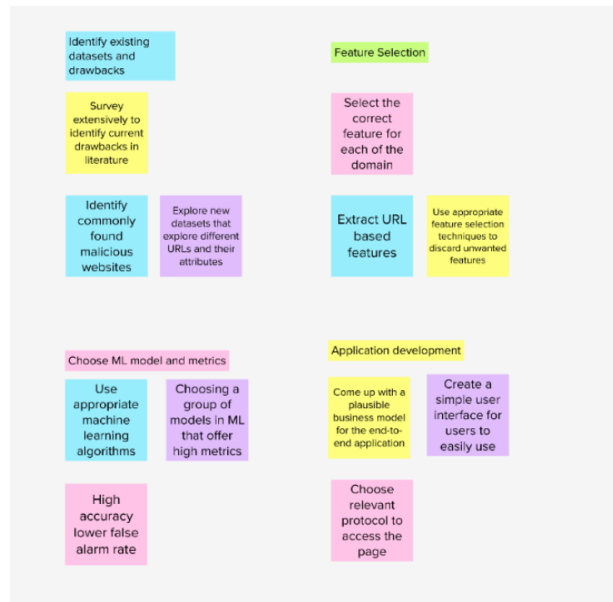 Identify existing
datasets and
drawbacks
Survey
extensively to
identify current
drawbacks in
literature
Identify
commonly
found
malicious
websites
Explore new
datasets that
explore different
URLs and their
attributes
Feature Selection
Select the
correct
feature for
each of the
domain
Extract URL
based
features
Use appropriate
feature selection
techniques to
discard unwanted
features
Choose ML model and metrics
Use
appropriate
machine
learning
algorithms
Choosing a
group of
models in ML
that offer
high metrics
High
accuracy
lower false
alarm rate
Application development
Come up with a
plausible
business model
for the end-to-
end application
Create a
simple user
interface for
users to
easily use
Choose
relevant
protocol to
access the
page